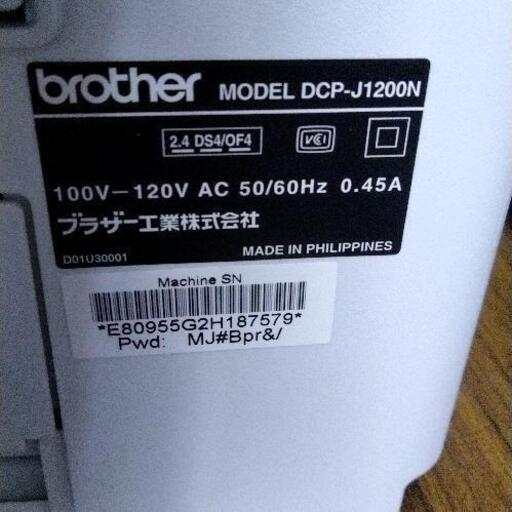 brother MODEL DCP-J1200N
2.4 DS4/OF4 VCCI
100V-120V AC 50/60Hz 0.45A
ブラザー工業株式会社
D01U30001 MADE IN PHILIPPINES
Machine SN
*E80955G2H187579*
Pwd: MJ#Bpr&/